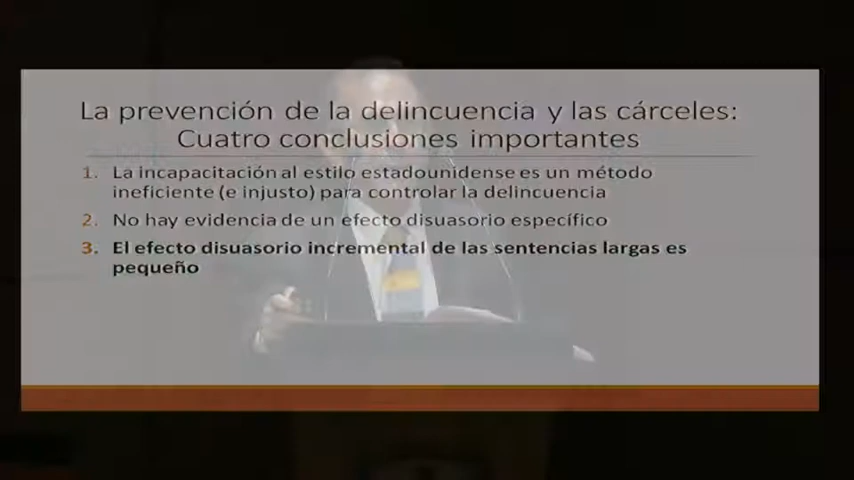 La prevención de la delincuencia y las cárceles:
Cuatro conclusiones importantes
1. La incapacitación al estilo estadounidense es un método
ineficiente (e injusto) para controlar la delincuencia
2. No hay evidencia de un efecto disuasorio específico
3. El efecto disuasorio incremental de las sentencias largas es
pequeño